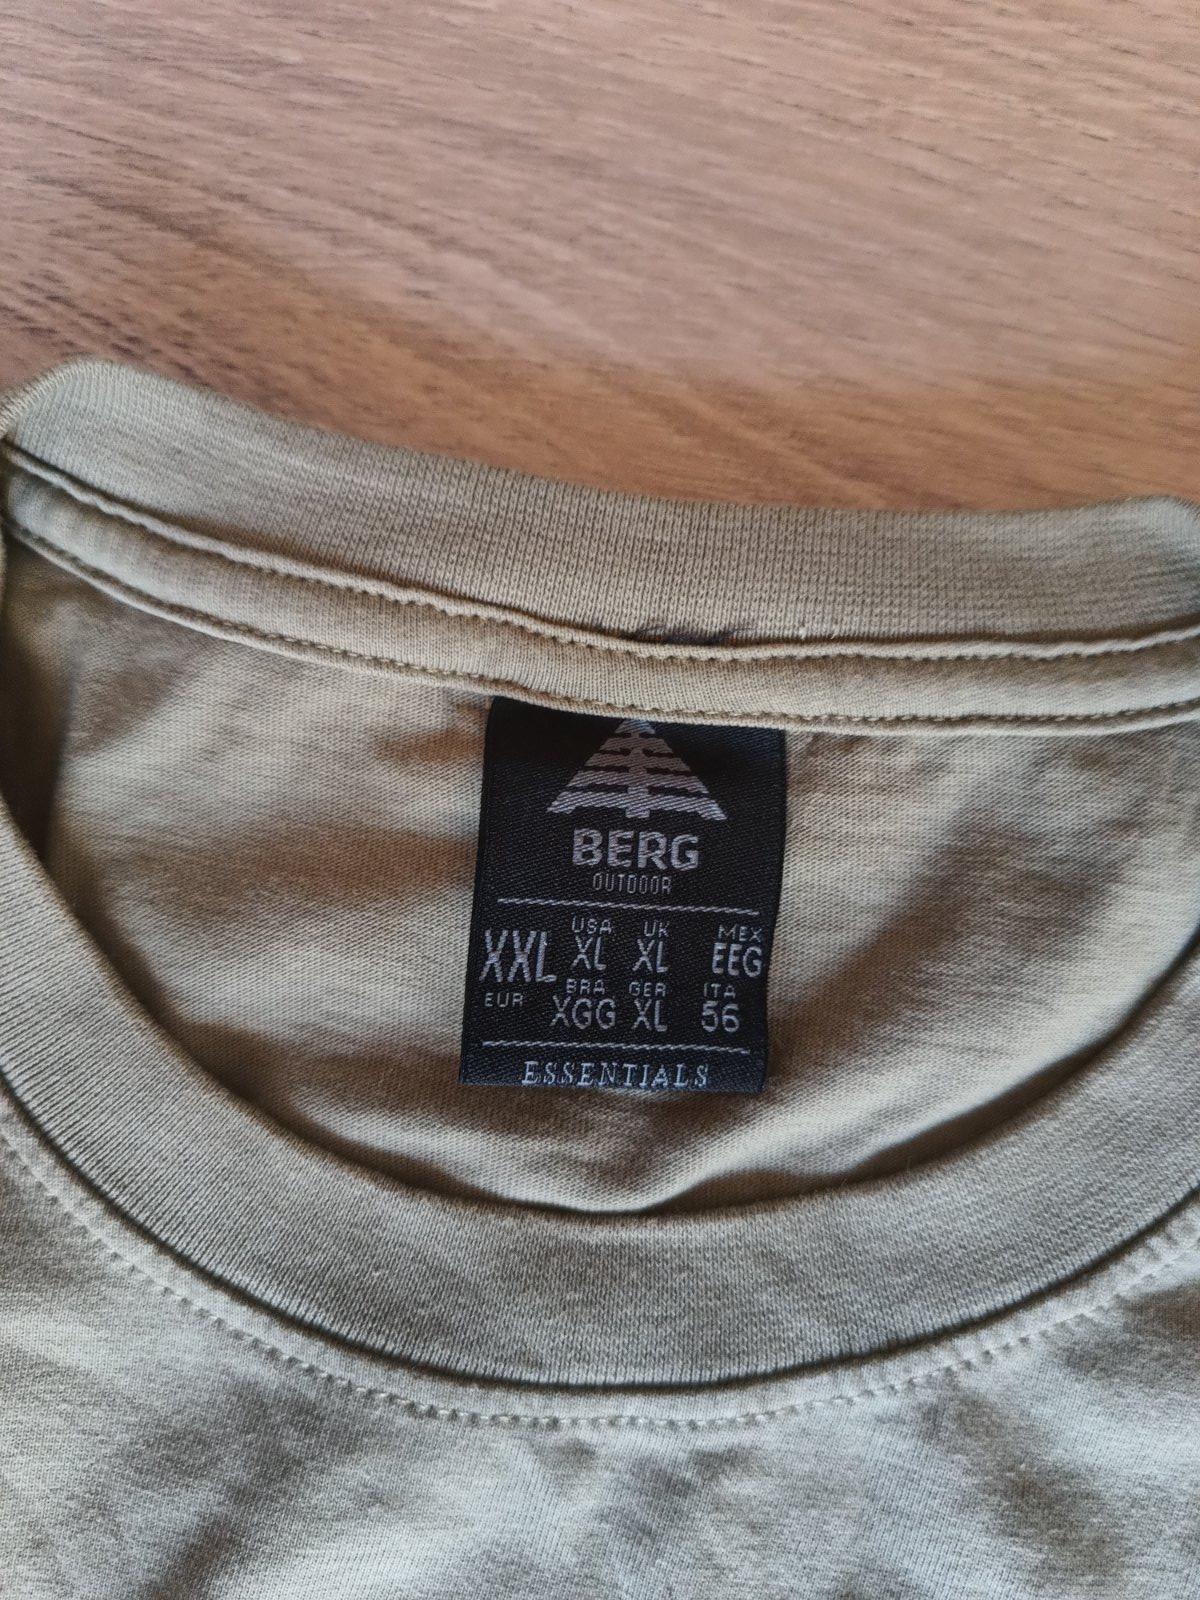 BERG
OUTDOOR
USA UK MEX
XXL XL XL EEG
EUR BRA GER ITA
XGG XL 56
ESSENTIALS